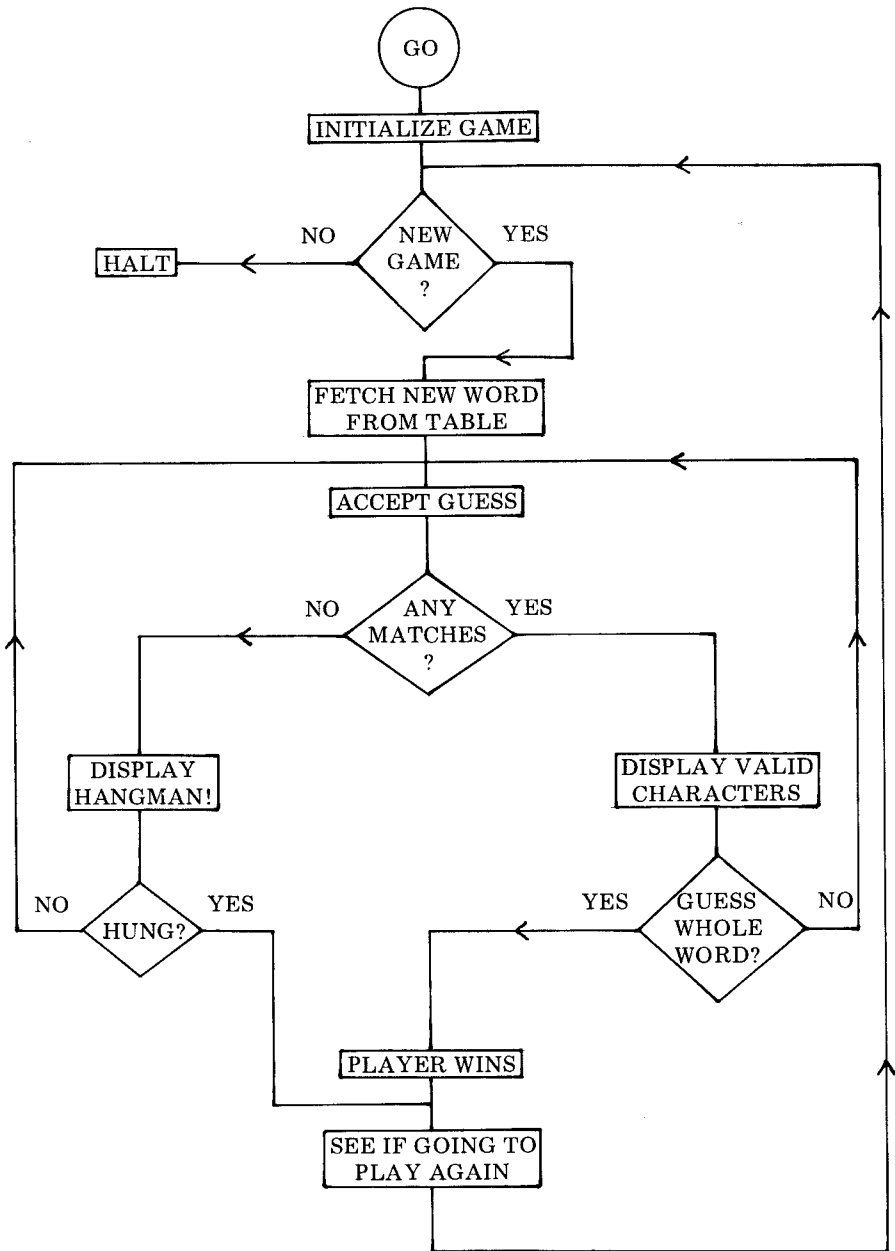 GO
INITIALIZE GAME
NO
YES
NEW
GAME
?
HALT
FETCH NEW WORD
FROM TABLE
ACCEPT GUESS
NO
YES
ANY
MATCHES
?
DISPLAY
HANGMAN!
DISPLAY VALID
CHARACTERS
NO
YES
HUNG?
YES
GUESS
WHOLE
WORD?
NO
PLAYER WINS
SEE IF GOING TO
PLAY AGAIN